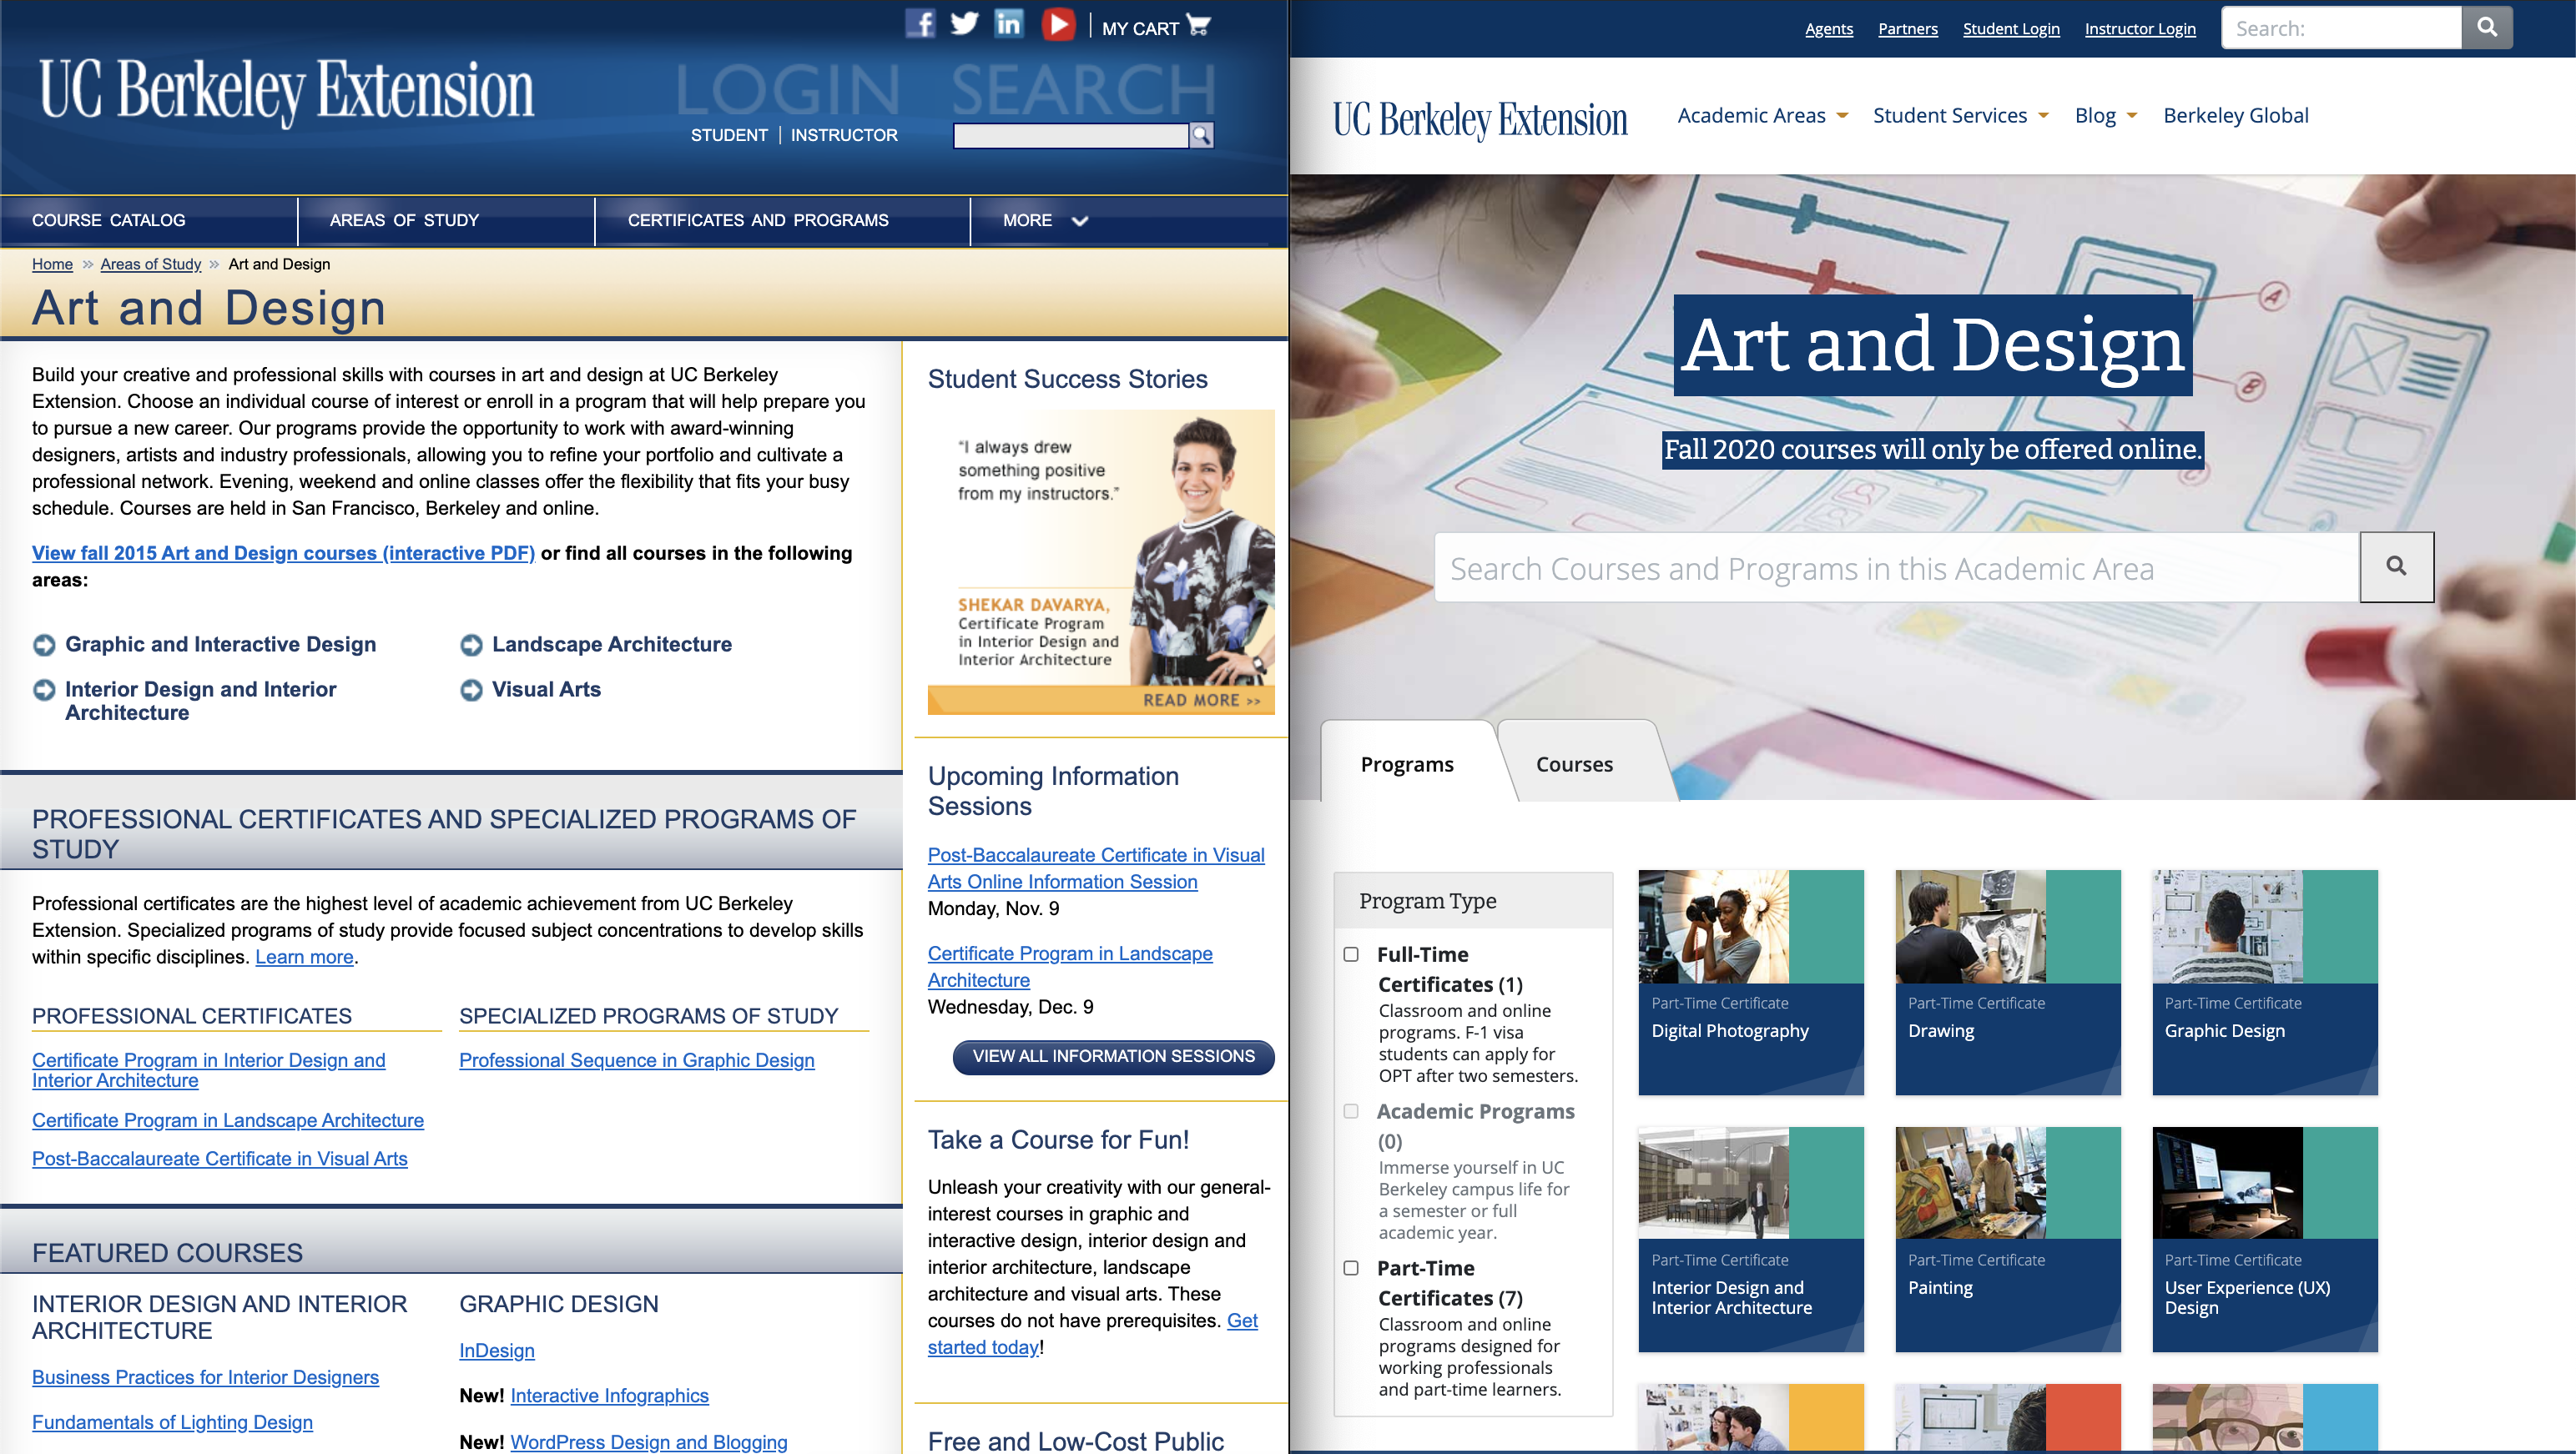 MY CART
UC Berkeley Extension
LOGIN SEARCH
STUDENT | INSTRUCTOR
COURSE CATALOG
AREAS OF STUDY
CERTIFICATES AND PROGRAMS
MORE
Home » Areas of Study » Art and Design
Art and Design
Build your creative and professional skills with courses in art and design at UC Berkeley
Extension. Choose an individual course of interest or enroll in a program that will help prepare you
to pursue a new career. Our programs provide the opportunity to work with award-winning
designers, artists and industry professionals, allowing you to refine your portfolio and cultivate a
professional network. Evening, weekend and online classes offer the flexibility that fits your busy
schedule. Courses are held in San Francisco, Berkeley and online.
View fall 2015 Art and Design courses (interactive PDF) or find all courses in the following
areas:
Graphic and Interactive Design
Landscape Architecture
Interior Design and Interior
Architecture
Visual Arts
PROFESSIONAL CERTIFICATES AND SPECIALIZED PROGRAMS OF
STUDY
Professional certificates are the highest level of academic achievement from UC Berkeley
Extension. Specialized programs of study provide focused subject concentrations to develop skills
within specific disciplines. Learn more.
PROFESSIONAL CERTIFICATES
Certificate Program in Interior Design and
Interior Architecture
Certificate Program in Landscape Architecture
Post-Baccalaureate Certificate in Visual Arts
SPECIALIZED PROGRAMS OF STUDY
Professional Sequence in Graphic Design
FEATURED COURSES
INTERIOR DESIGN AND INTERIOR
ARCHITECTURE
Business Practices for Interior Designers
Fundamentals of Lighting Design
GRAPHIC DESIGN
InDesign
New! Interactive Infographics
New! WordPress Design and Blogging
Student Success Stories
“I always drew
something positive
from my instructors.”
SHEKAR DAVARYA,
Certificate Program
in Interior Design and
Interior Architecture
READ MORE >>
Upcoming Information
Sessions
Post-Baccalaureate Certificate in Visual
Arts Online Information Session
Monday, Nov. 9
Certificate Program in Landscape
Architecture
Wednesday, Dec. 9
VIEW ALL INFORMATION SESSIONS
Take a Course for Fun!
Unleash your creativity with our general-
interest courses in graphic and
interactive design, interior design and
interior architecture, landscape
architecture and visual arts. These
courses do not have prerequisites. Get
started today!
Free and Low-Cost Public
Agents Partners Student Login Instructor Login Search:
UC Berkeley Extension
Academic Areas Student Services Blog Berkeley Global
A
B
C
Art and Design
Fall 2020 courses will only be offered online.
Search Courses and Programs in this Academic Area
Programs
Courses
Program Type
Full-Time
Certificates (1)
Classroom and online
programs. F-1 visa
students can apply for
OPT after two semesters.
Academic Programs
(0)
Immerse yourself in UC
Berkeley campus life for
a semester or full
academic year.
Part-Time
Certificates (7)
Classroom and online
programs designed for
working professionals
and part-time learners.
Part-Time Certificate
Digital Photography
Part-Time Certificate
Drawing
Part-Time Certificate
Graphic Design
Part-Time Certificate
Interior Design and
Interior Architecture
Part-Time Certificate
Painting
Part-Time Certificate
User Experience (UX)
Design